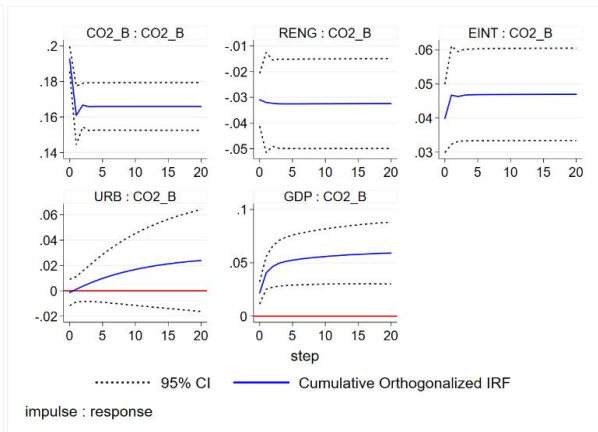 CO2_B : CO2_B
RENG : CO2_B
EINT : CO2_B
.2
.18
.16
.14
-.01
-.02
-.03
-.04
-.05
.06
.05
.04
.03
0 5 10 15 20
0 5 10 15 20
0 5 10 15 20
URB : CO2_B
GDP : CO2_B
.06
.04
.02
0
-.02
.1
.05
0
0 5 10 15 20
0 5 10 15 20
step
95% CI
Cumulative Orthogonalized IRF
impulse : response